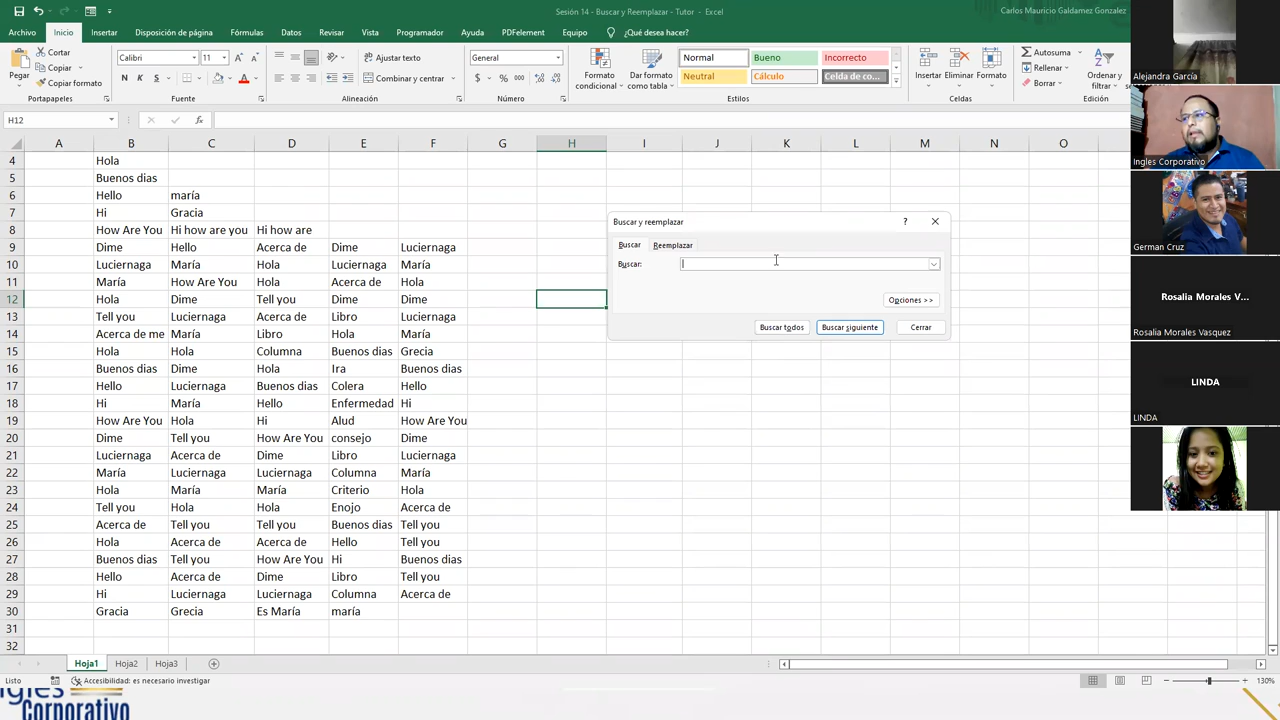 Sesión 14 - Buscar y Reemplazar - Tutor - Excel
Carlos Mauricio Galdamez Gonzalez
Archivo Inicio Insertar Disposición de página Fórmulas Datos Revisar Vista Programador Ayuda PDFelement Equipo ¿Qué desea hacer?
Pegar
Cortar
Copiar
Copiar formato
Portapapeles
Calibri 11
N K S
Fuente
Ajustar texto
Combinar y centrar
Alineación
General
Número
Formato condicional
Dar formato como tabla
Normal Bueno Incorrecto
Neutral Cálculo Celda de co...
Estilos
Insertar Eliminar Formato
Celdas
Autosuma
Rellenar
Borrar
Ordenar y filtrar
Edición
H12
A B C D E F G H I J K L M N O
4 Hola
5 Buenos dias
6 Hello maría
7 Hi Gracia
8 How Are You Hi how are you Hi how are
9 Dime Hello Acerca de Dime Luciernaga
10 Luciernaga María Hola Luciernaga María
11 María How Are You Hola Acerca de Hola
12 Hola Dime Tell you Dime Dime
13 Tell you Luciernaga Acerca de Libro Luciernaga
14 Acerca de me María Libro Hola María
15 Hola Hola Columna Buenos dias Grecia
16 Buenos dias Dime Hola Ira Buenos dias
17 Hello Luciernaga Buenos dias Colera Hello
18 Hi María Hello Enfermedad Hi
19 How Are You Hola Hi Alud How Are You
20 Dime Tell you How Are You consejo Dime
21 Luciernaga Acerca de Dime Libro Luciernaga
22 María Luciernaga Luciernaga Columna María
23 Hola María María Criterio Hola
24 Tell you Hola Hola Enojo Acerca de
25 Acerca de Tell you Tell you Buenos dias Tell you
26 Hola Acerca de Acerca de Hello Tell you
27 Buenos dias Tell you How Are You Hi Buenos dias
28 Hello Acerca de Dime Libro Tell you
29 Hi Luciernaga Luciernaga Columna Acerca de
30 Gracia Grecia Es María maría
31
32
Buscar y reemplazar ?
Buscar Reemplazar
Buscar:
Opciones >>
Buscar todos Buscar siguiente Cerrar
Alejandra García
Ingles Corporativo
German Cruz
Rosalia Morales V...
Rosalia Morales Vasquez
LINDA
LINDA
Hoja1 Hoja2 Hoja3
Listo Accesibilidad: es necesario investigar 130%
Ingles
Corporativo